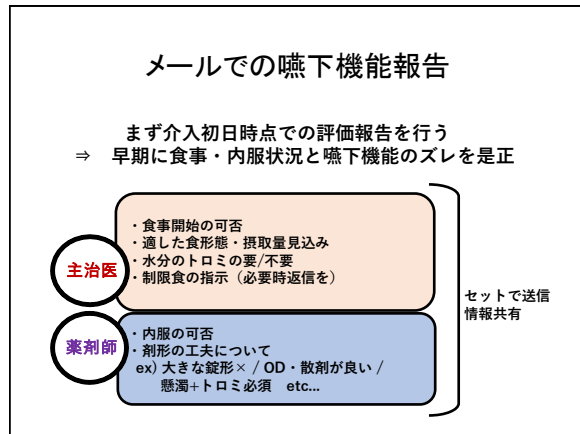 メールでの嚥下機能報告
まず介入初日時点での評価報告を行う
⇒　早期に食事・内服状況と嚥下機能のズレを是正
・食事開始の可否
・適した食形態・摂取量見込み
・水分のトロミの要/不要
・制限食の指示（必要時返信を）
主治医
・内服の可否
・剤形の工夫について
ex) 大きな錠形× / OD・散剤が良い /
懸濁+トロミ必須　etc...
薬剤師
セットで送信
情報共有